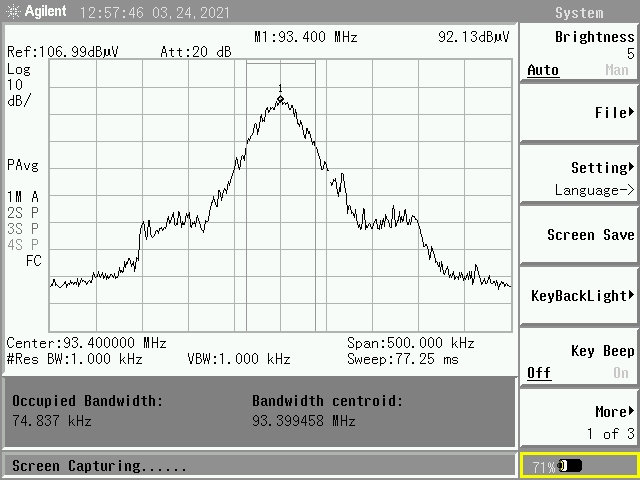 Agilent 12:57:46 03,24,2021
System
M1:93.400 MHz 92.13dBµV
Ref:106.99dBµV Att:20 dB
Log
10
dB/
1
PAvg
1M A
2S P
3S P
4S P
FC
Center:93.400000 MHz Span:500.000 kHz
#Res BW:1.000 kHz VBW:1.000 kHz Sweep:77.25 ms
Occupied Bandwidth: Bandwidth centroid:
74.837 kHz 93.399458 MHz
Screen Capturing......
Brightness
5
Auto Man
File
Setting
Language->
Screen Save
KeyBackLight
Key Beep
Off On
More
1 of 3
71%